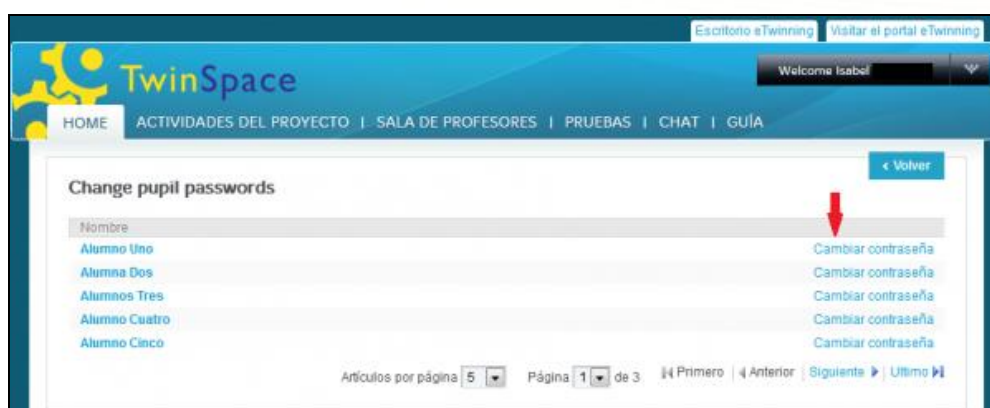 Escritorio eTwinning Visitar el portal eTwinning
TwinSpace
Welcome Isabel
HOME ACTIVIDADES DEL PROYECTO | SALA DE PROFESORES | PRUEBAS | CHAT | GUÍA
‹ Volver
Change pupil passwords
Nombre
Alumno Uno Cambiar contraseña
Alumna Dos Cambiar contraseña
Alumnos Tres Cambiar contraseña
Alumno Cuatro Cambiar contraseña
Alumno Cinco Cambiar contraseña
Artículos por página 5 Página 1 de 3 Primero | Anterior | Siguiente | Ultimo